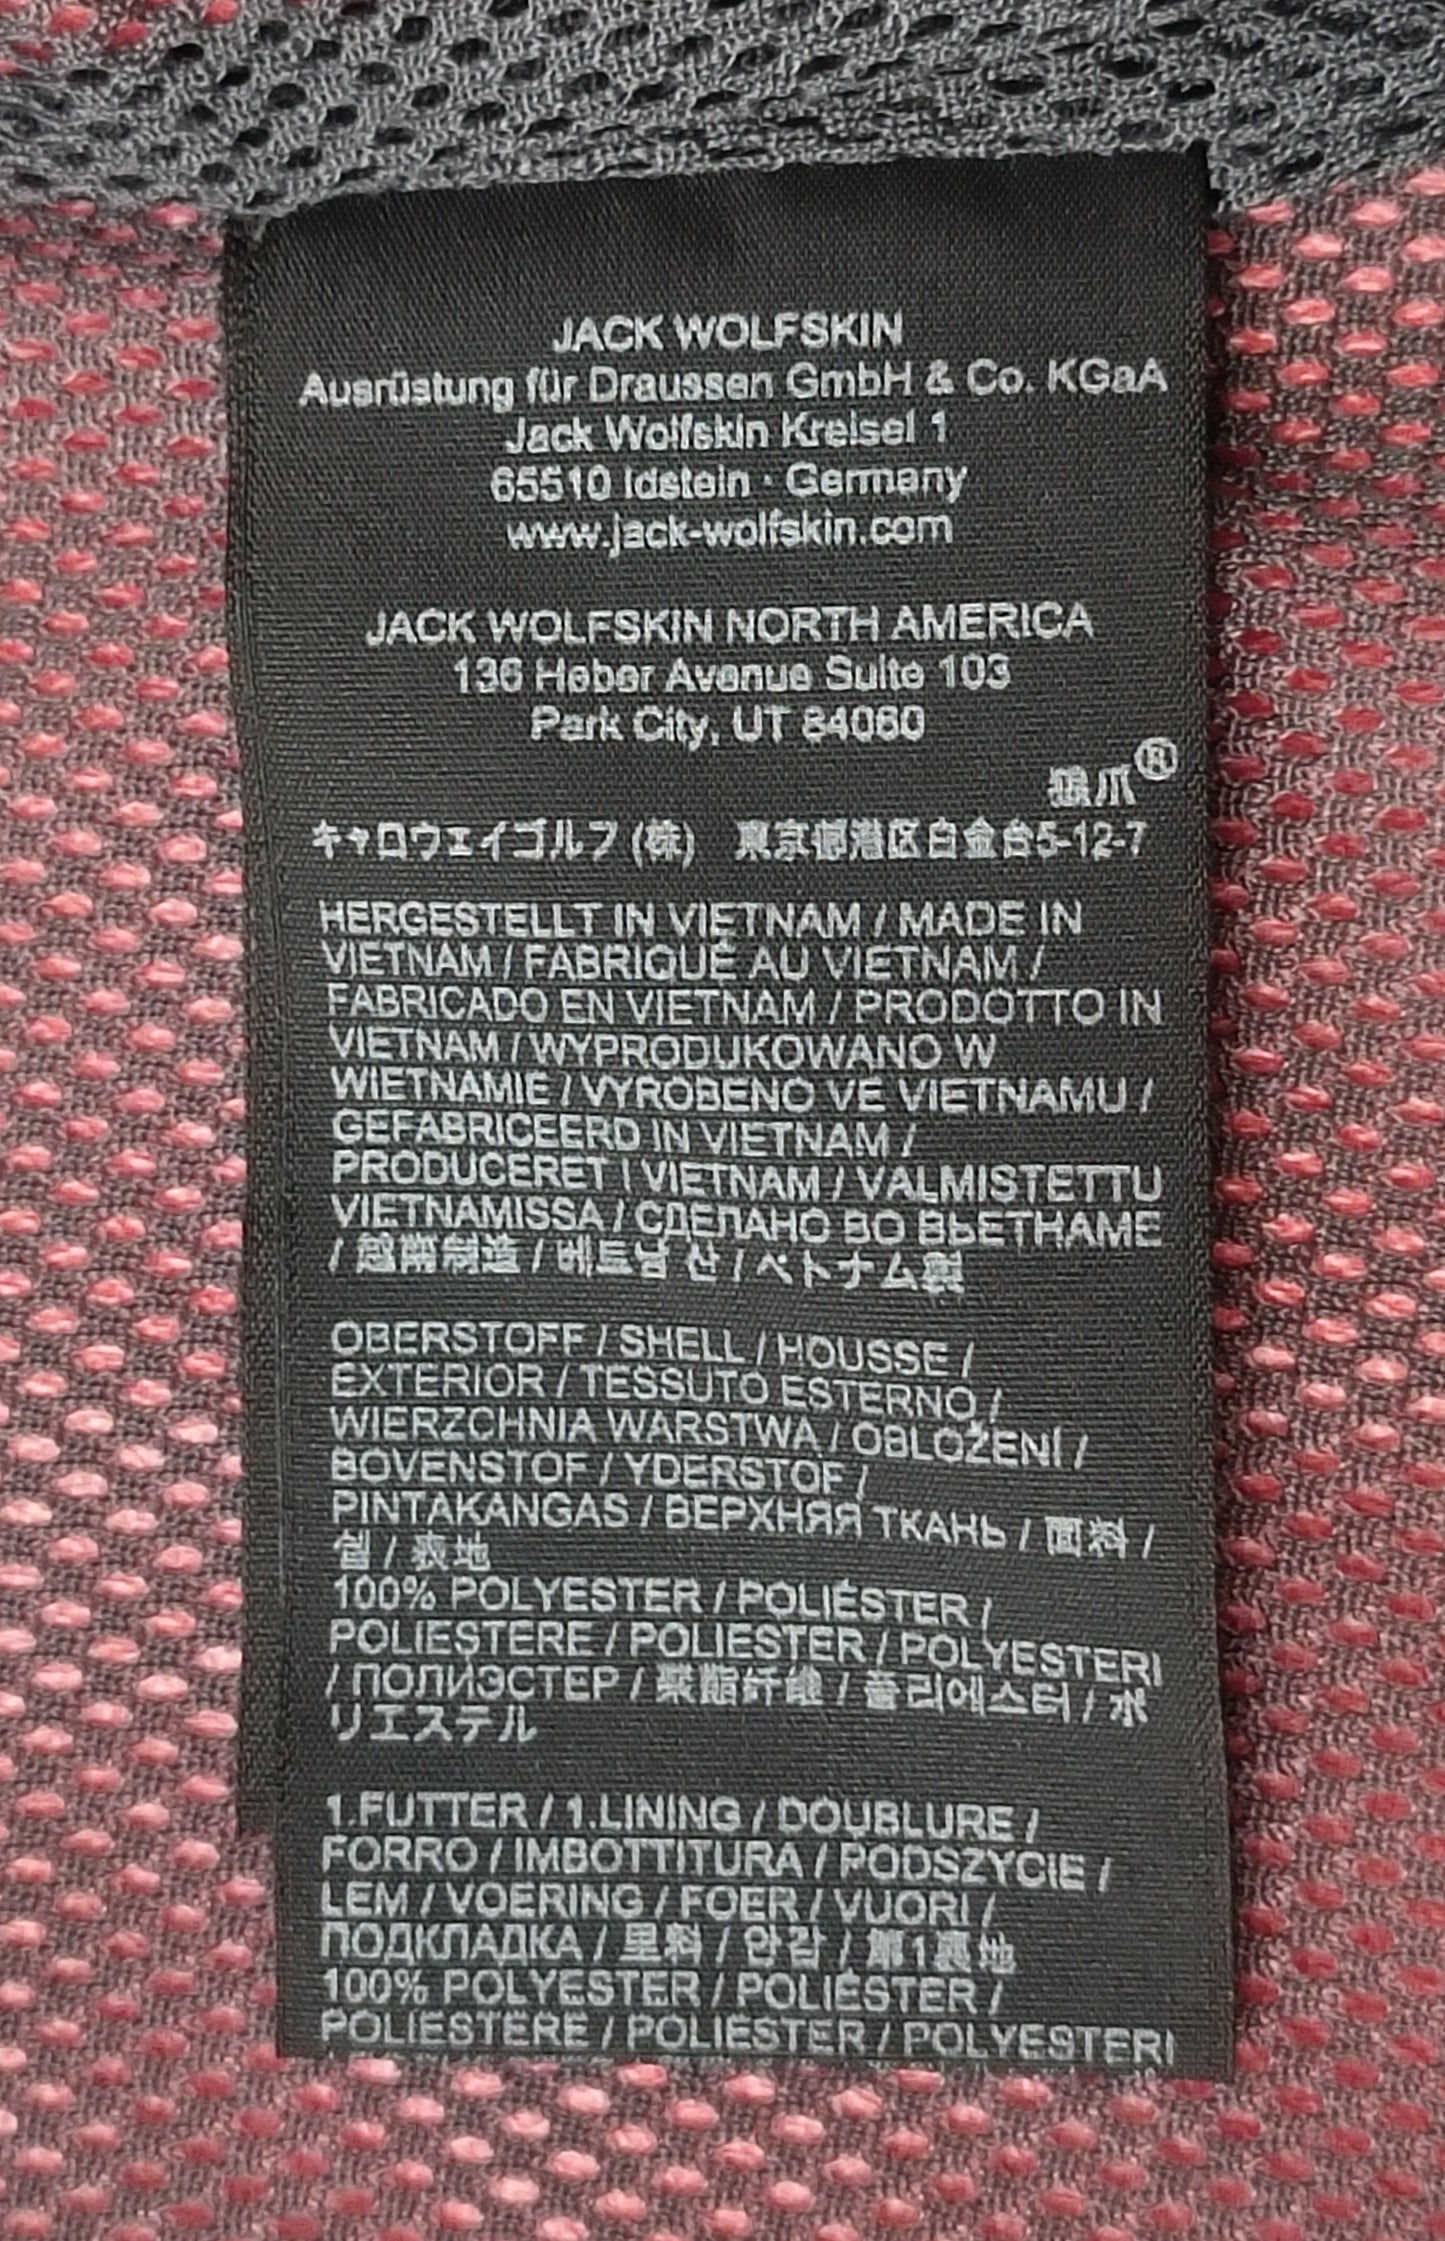 JACK WOLFSKIN
Ausrüstung für Draussen GmbH & Co. KGaA
Jack Wolfskin Kreisel 1
65510 Idstein · Germany
www.jack-wolfskin.com
JACK WOLFSKIN NORTH AMERICA
136 Heber Avenue Suite 103
Park City, UT 84060
狼爪®
キャロウェイゴルフ (株) 東京都港区白金台5-12-7
HERGESTELLT IN VIETNAM / MADE IN
VIETNAM / FABRIQUÉ AU VIETNAM /
FABRICADO EN VIETNAM / PRODOTTO IN
VIETNAM / WYPRODUKOWANO W
WIETNAMIE / VYROBENO VE VIETNAMU /
GEFABRICEERD IN VIETNAM /
PRODUCERET I VIETNAM / VALMISTETTU
VIETNAMISSA / СДЕЛАНО ВО ВЬЕТНАМЕ
/ 越南制造 / 베트남 산 / ベトナム製
OBERSTOFF / SHELL / HOUSSE /
EXTERIOR / TESSUTO ESTERNO /
WIERZCHNIA WARSTWA / OBLOŽENÍ /
BOVENSTOF / YDERSTOF /
PINTAKANGAS / ВЕРХНЯЯ ТКАНЬ / 面料 /
쉘 / 表地
100% POLYESTER / POLIÉSTER /
POLIESTERE / POLIESTER / POLYESTERI
/ ПОЛИЭСТЕР / 聚酯纤维 / 폴리에스터 / ポ
リエステル
1.FUTTER / 1.LINING / DOUBLURE /
FORRO / IMBOTTITURA / PODSZYCIE /
LEM / VOERING / FOER / VUORI /
ПОДКЛАДКА / 里料 / 안감 / 第1裏地
100% POLYESTER / POLIÉSTER /
POLIESTERE / POLIESTER / POLYESTERI